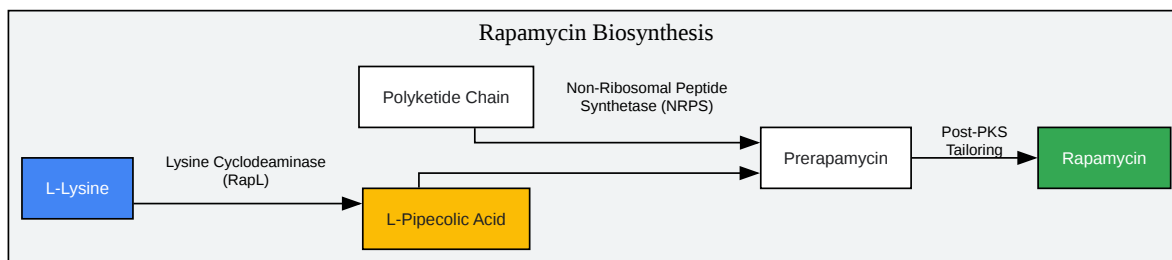 Rapamycin Biosynthesis
Polyketide Chain
Non-Ribosomal Peptide
Synthetase (NRPS)
L-Lysine
Lysine Cyclodeaminase
(RapL)
L-Pipecolic Acid
Prerapamycin
Post-PKS
Tailoring
Rapamycin